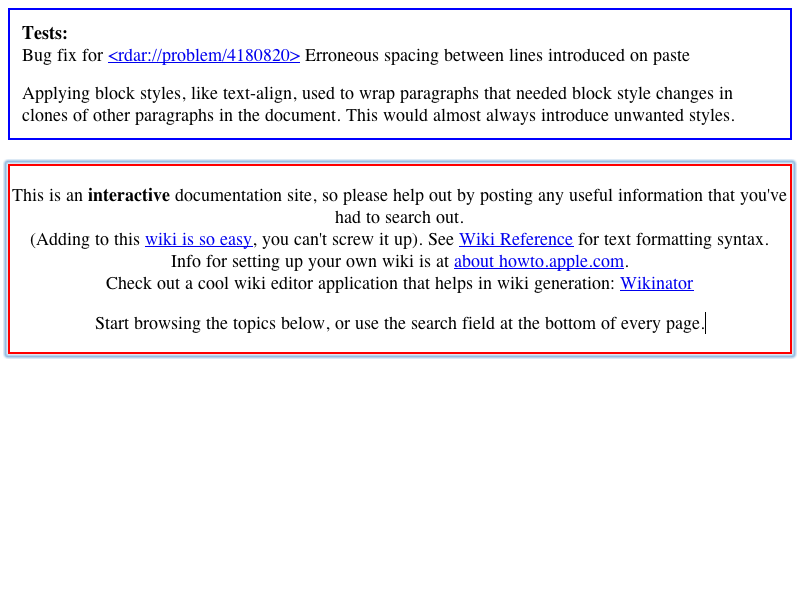 Tests:
Bug fix for <rdar://problem/4180820> Erroneous spacing between lines introduced on paste
Applying block styles, like text-align, used to wrap paragraphs that needed block style changes in
clones of other paragraphs in the document. This would almost always introduce unwanted styles.
This is an interactive documentation site, so please help out by posting any useful information that you've
had to search out.
(Adding to this wiki is so easy, you can't screw it up). See Wiki Reference for text formatting syntax.
Info for setting up your own wiki is at about howto.apple.com.
Check out a cool wiki editor application that helps in wiki generation: Wikinator
Start browsing the topics below, or use the search field at the bottom of every page.